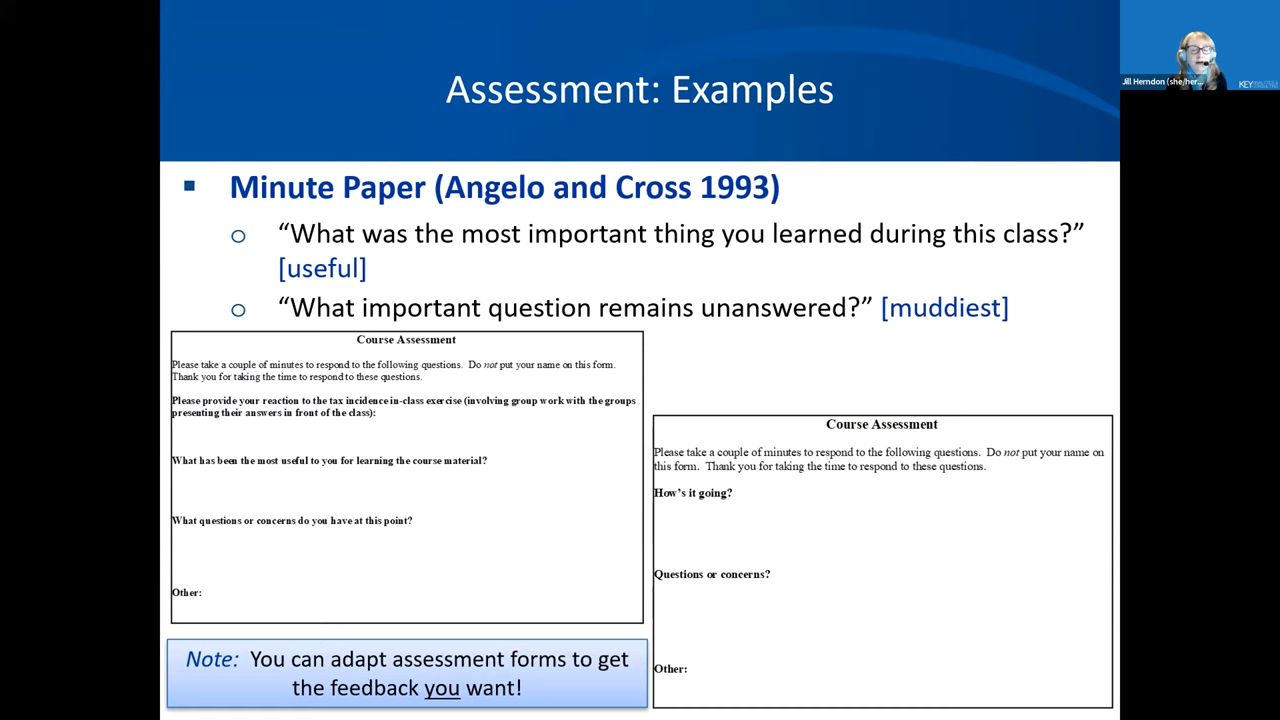 Assessment: Examples
Jill Herndon (she/her...
KEY
Minute Paper (Angelo and Cross 1993)
“What was the most important thing you learned during this class?”
[useful]
“What important question remains unanswered?” [muddiest]
Course Assessment
Please take a couple of minutes to respond to the following questions. Do not put your name on this form.
Thank you for taking the time to respond to these questions.
Please provide your reaction to the tax incidence in-class exercise (involving group work with the groups
presenting their answers in front of the class):
What has been the most useful to you for learning the course material?
What questions or concerns do you have at this point?
Other:
Course Assessment
Please take a couple of minutes to respond to the following questions. Do not put your name on
this form. Thank you for taking the time to respond to these questions.
How’s it going?
Questions or concerns?
Other:
Note: You can adapt assessment forms to get
the feedback you want!